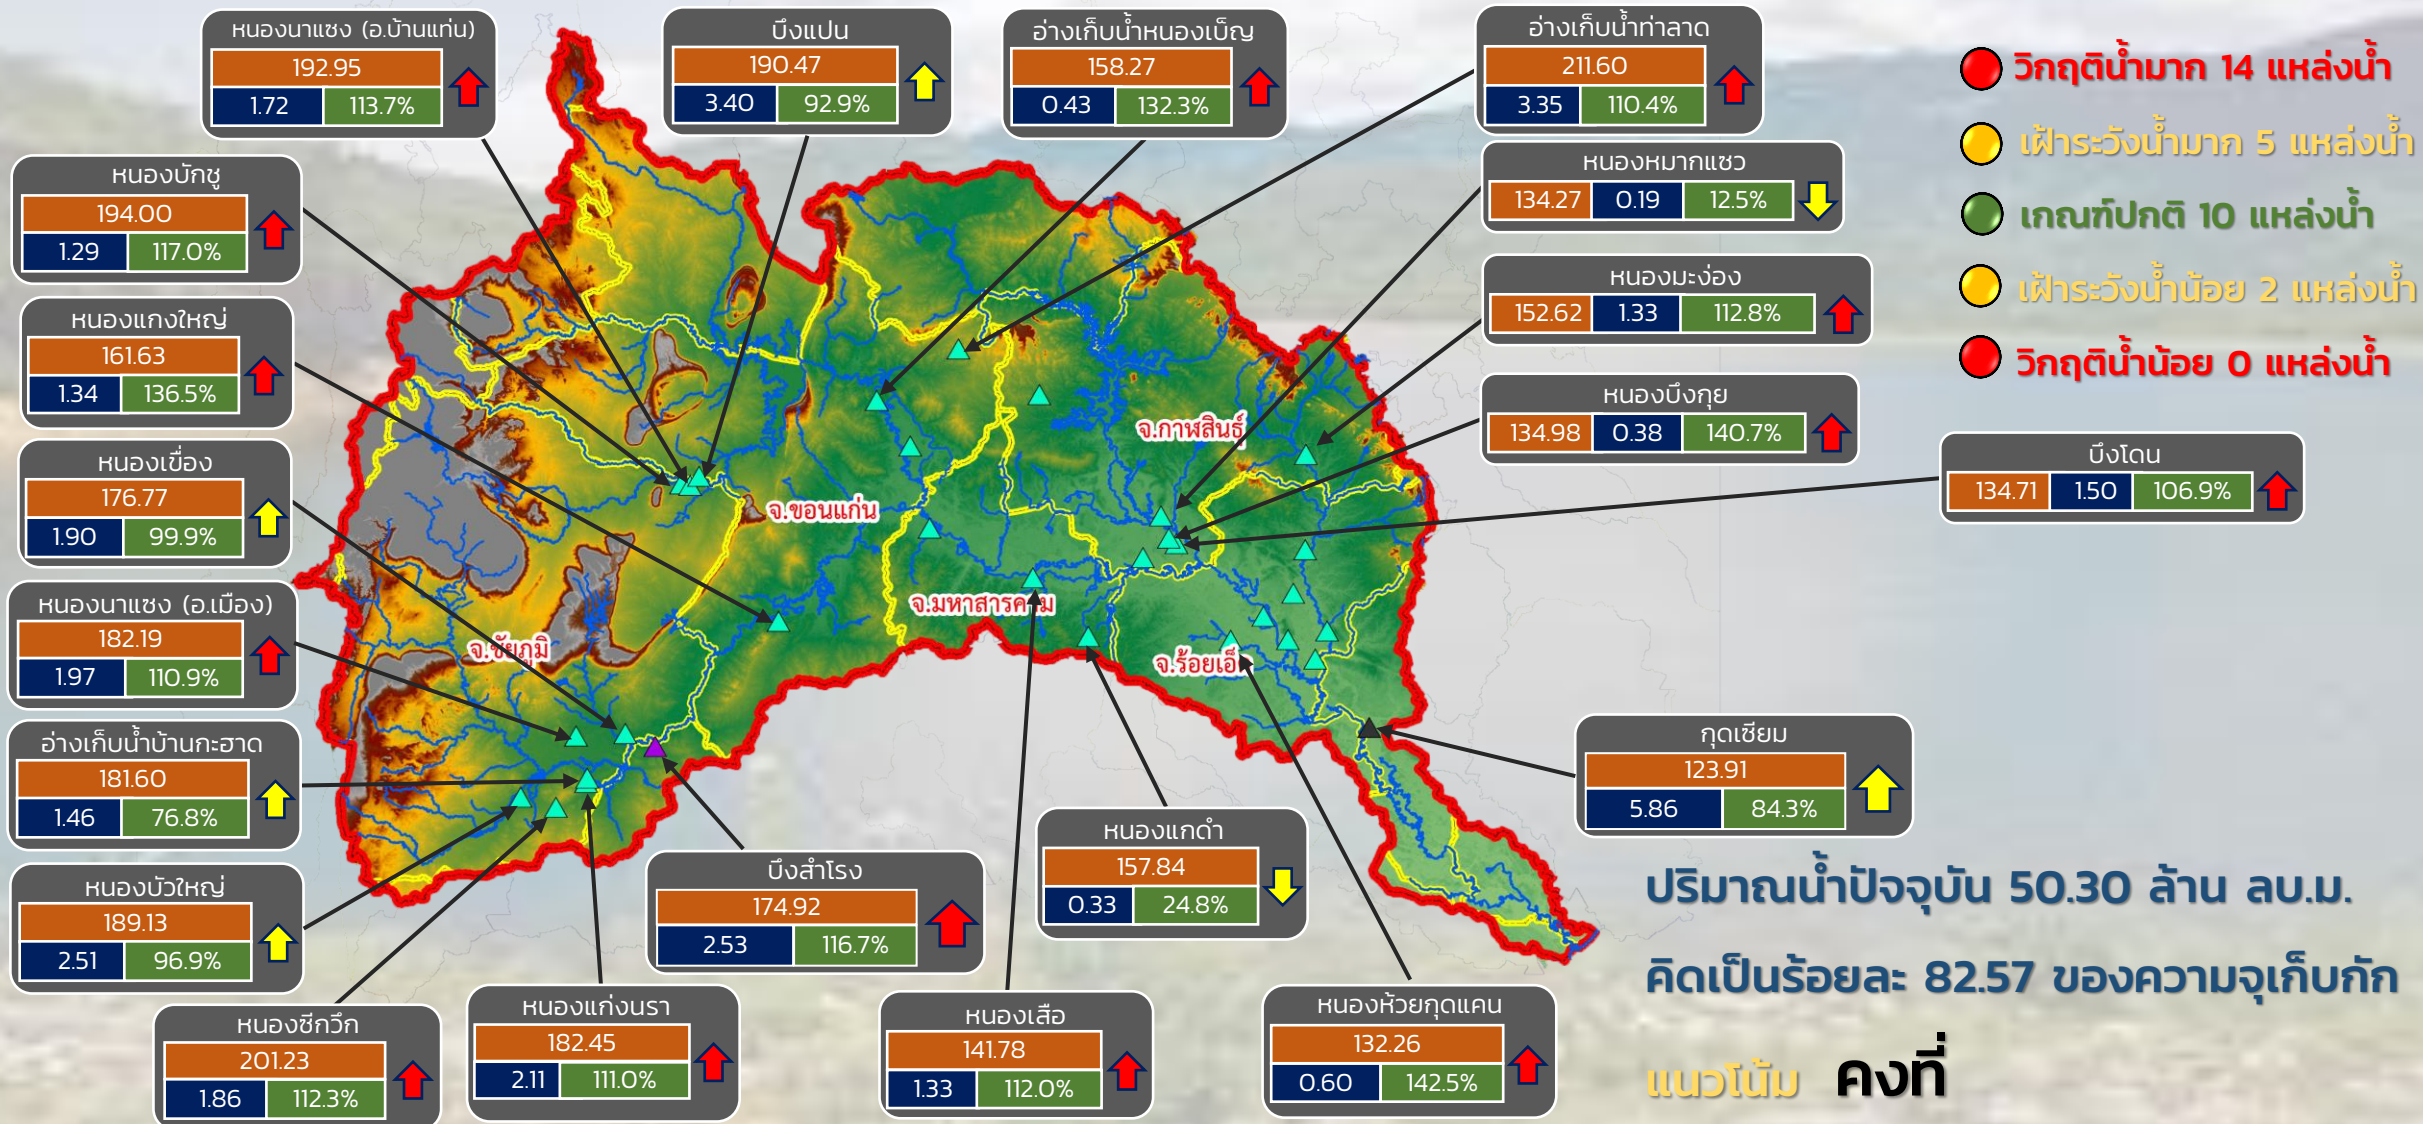 หนองนาแซง (อ.บ้านแท่น)
192.95
1.72 113.7%
บึงแปน
190.47
3.40 92.9%
อ่างเก็บน้ำหนองเบ็ญ
158.27
0.43 132.3%
อ่างเก็บน้ำท่าลาด
211.60
3.35 110.4%
วิกฤติน้ำมาก 14 แหล่งน้ำ
เฝ้าระวังน้ำมาก 5 แหล่งน้ำ
เกณฑ์ปกติ 10 แหล่งน้ำ
เฝ้าระวังน้ำน้อย 2 แหล่งน้ำ
วิกฤติน้ำน้อย 0 แหล่งน้ำ
หนองบักซู
194.00
1.29 117.0%
หนองหมากแซว
134.27 0.19 12.5%
หนองแกงใหญ่
161.63
1.34 136.5%
หนองมะง่อง
152.62 1.33 112.8%
หนองบึงกุย
134.98 0.38 140.7%
หนองเขื่อง
176.77
1.90 99.9%
บึงโดน
134.71 1.50 106.9%
จ.กาฬสินธุ์
จ.ขอนแก่น
จ.มหาสารคาม
จ.ชัยภูมิ
จ.ร้อยเอ็ด
หนองนาแซง (อ.เมือง)
182.19
1.97 110.9%
อ่างเก็บน้ำบ้านกะฮาด
181.60
1.46 76.8%
กุดเซียม
123.91
5.86 84.3%
หนองบัวใหญ่
189.13
2.51 96.9%
บึงสำโรง
174.92
2.53 116.7%
หนองแกดำ
157.84
0.33 24.8%
หนองซีกวึก
201.23
1.86 112.3%
หนองแก่งนรา
182.45
2.11 111.0%
หนองเสือ
141.78
1.33 112.0%
หนองห้วยกุดแคน
132.26
0.60 142.5%
ปริมาณน้ำปัจจุบัน 50.30 ล้าน ลบ.ม.
คิดเป็นร้อยละ 82.57 ของความจุเก็บกัก
แนวโน้ม คงที่